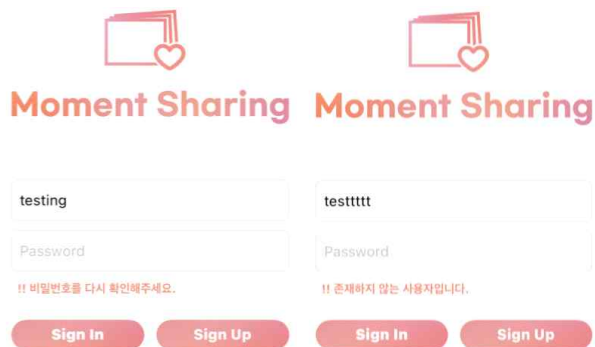 Moment Sharing
testing
Password
!! 비밀번호를 다시 확인해주세요.
Sign In
Sign Up
Moment Sharing
testtttt
Password
!! 존재하지 않는 사용자입니다.
Sign In
Sign Up